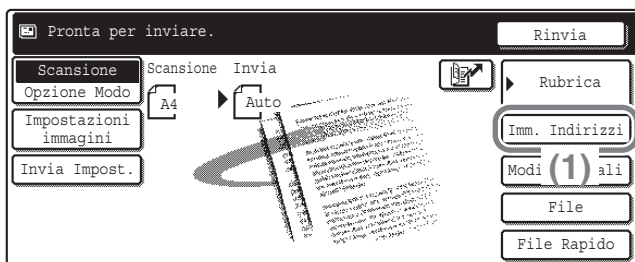 Pronta per inviare.
Rinvia
Scansione
Opzione Modo
Scansione Invia
A4
Auto
Rubrica
Impostazioni
immagini
Imm. Indirizzi
Invia Impost.
(1)
File
File Rapido